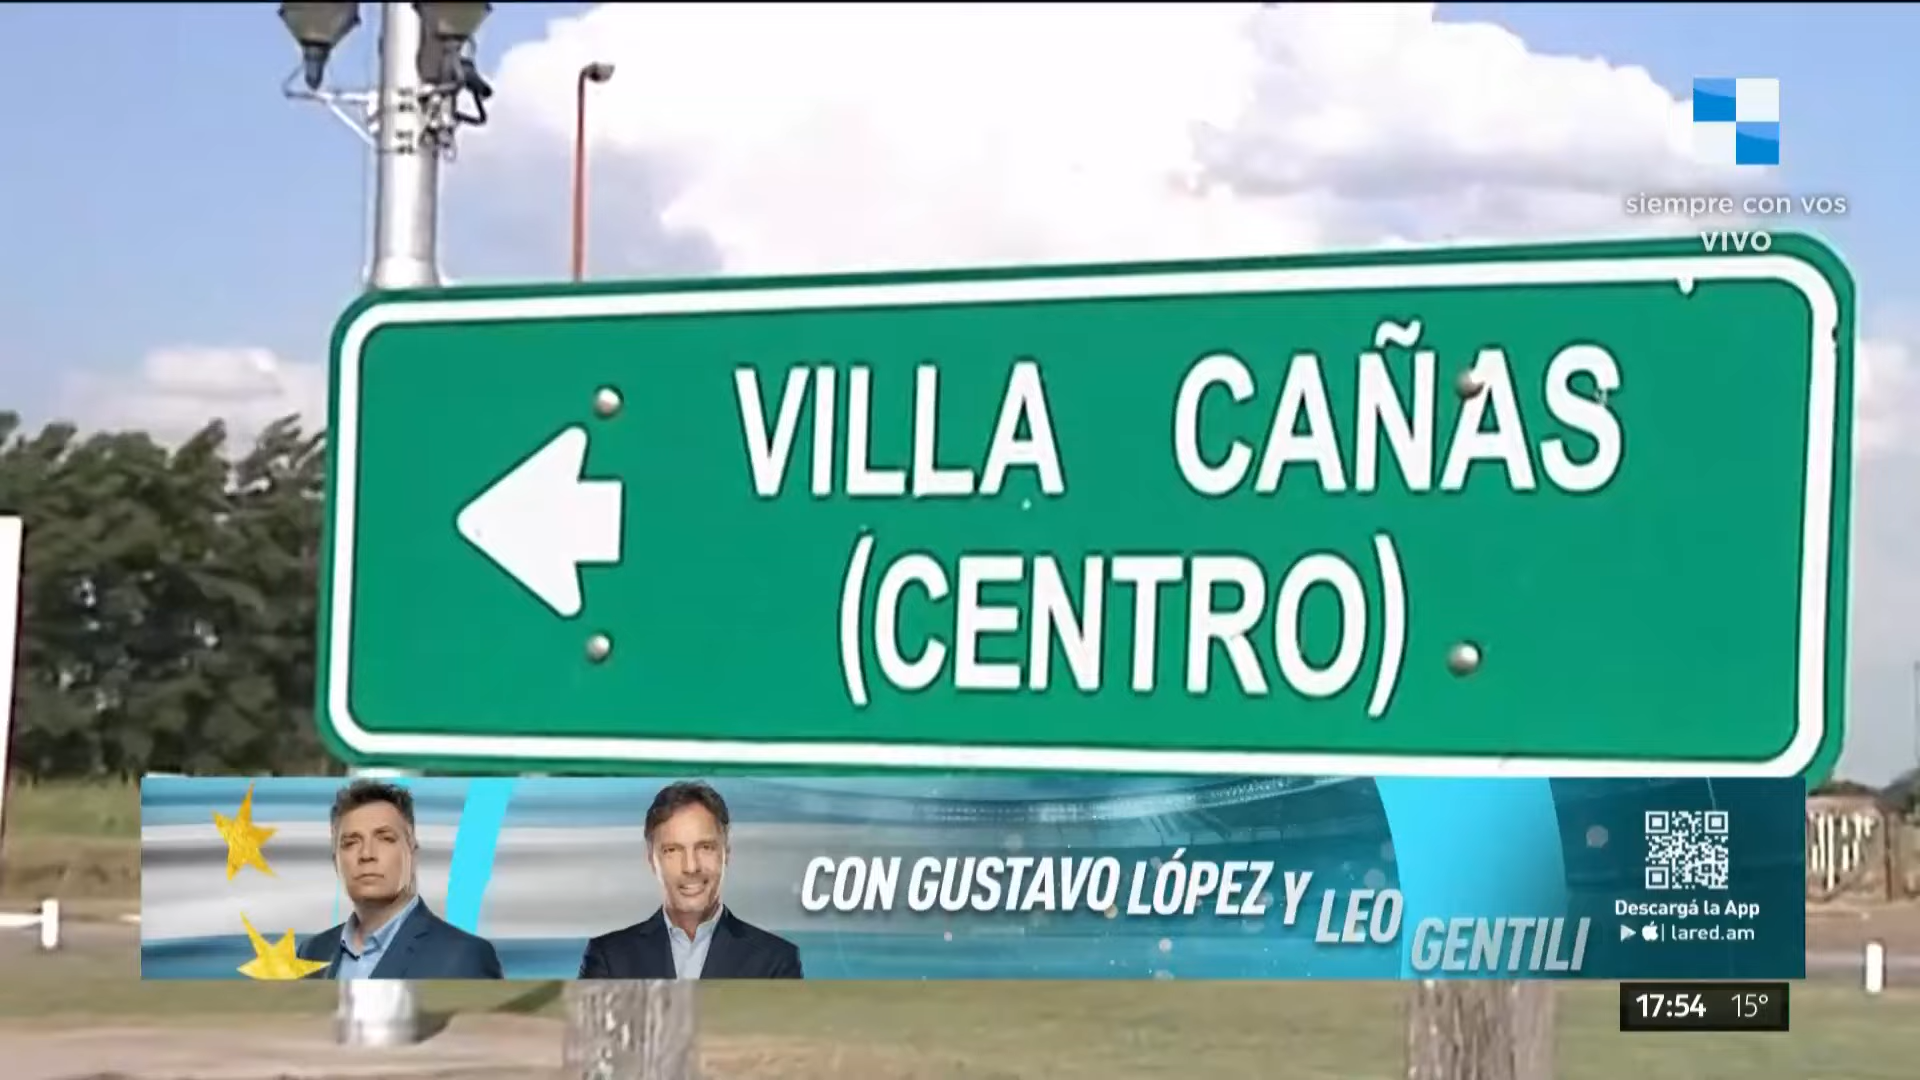 siempre con vos
VIVO
VILLA CAÑAS
(CENTRO)
CON GUSTAVO LÓPEZ Y LEO GENTILI
Descargá la App
| lared.am
17:54 15°